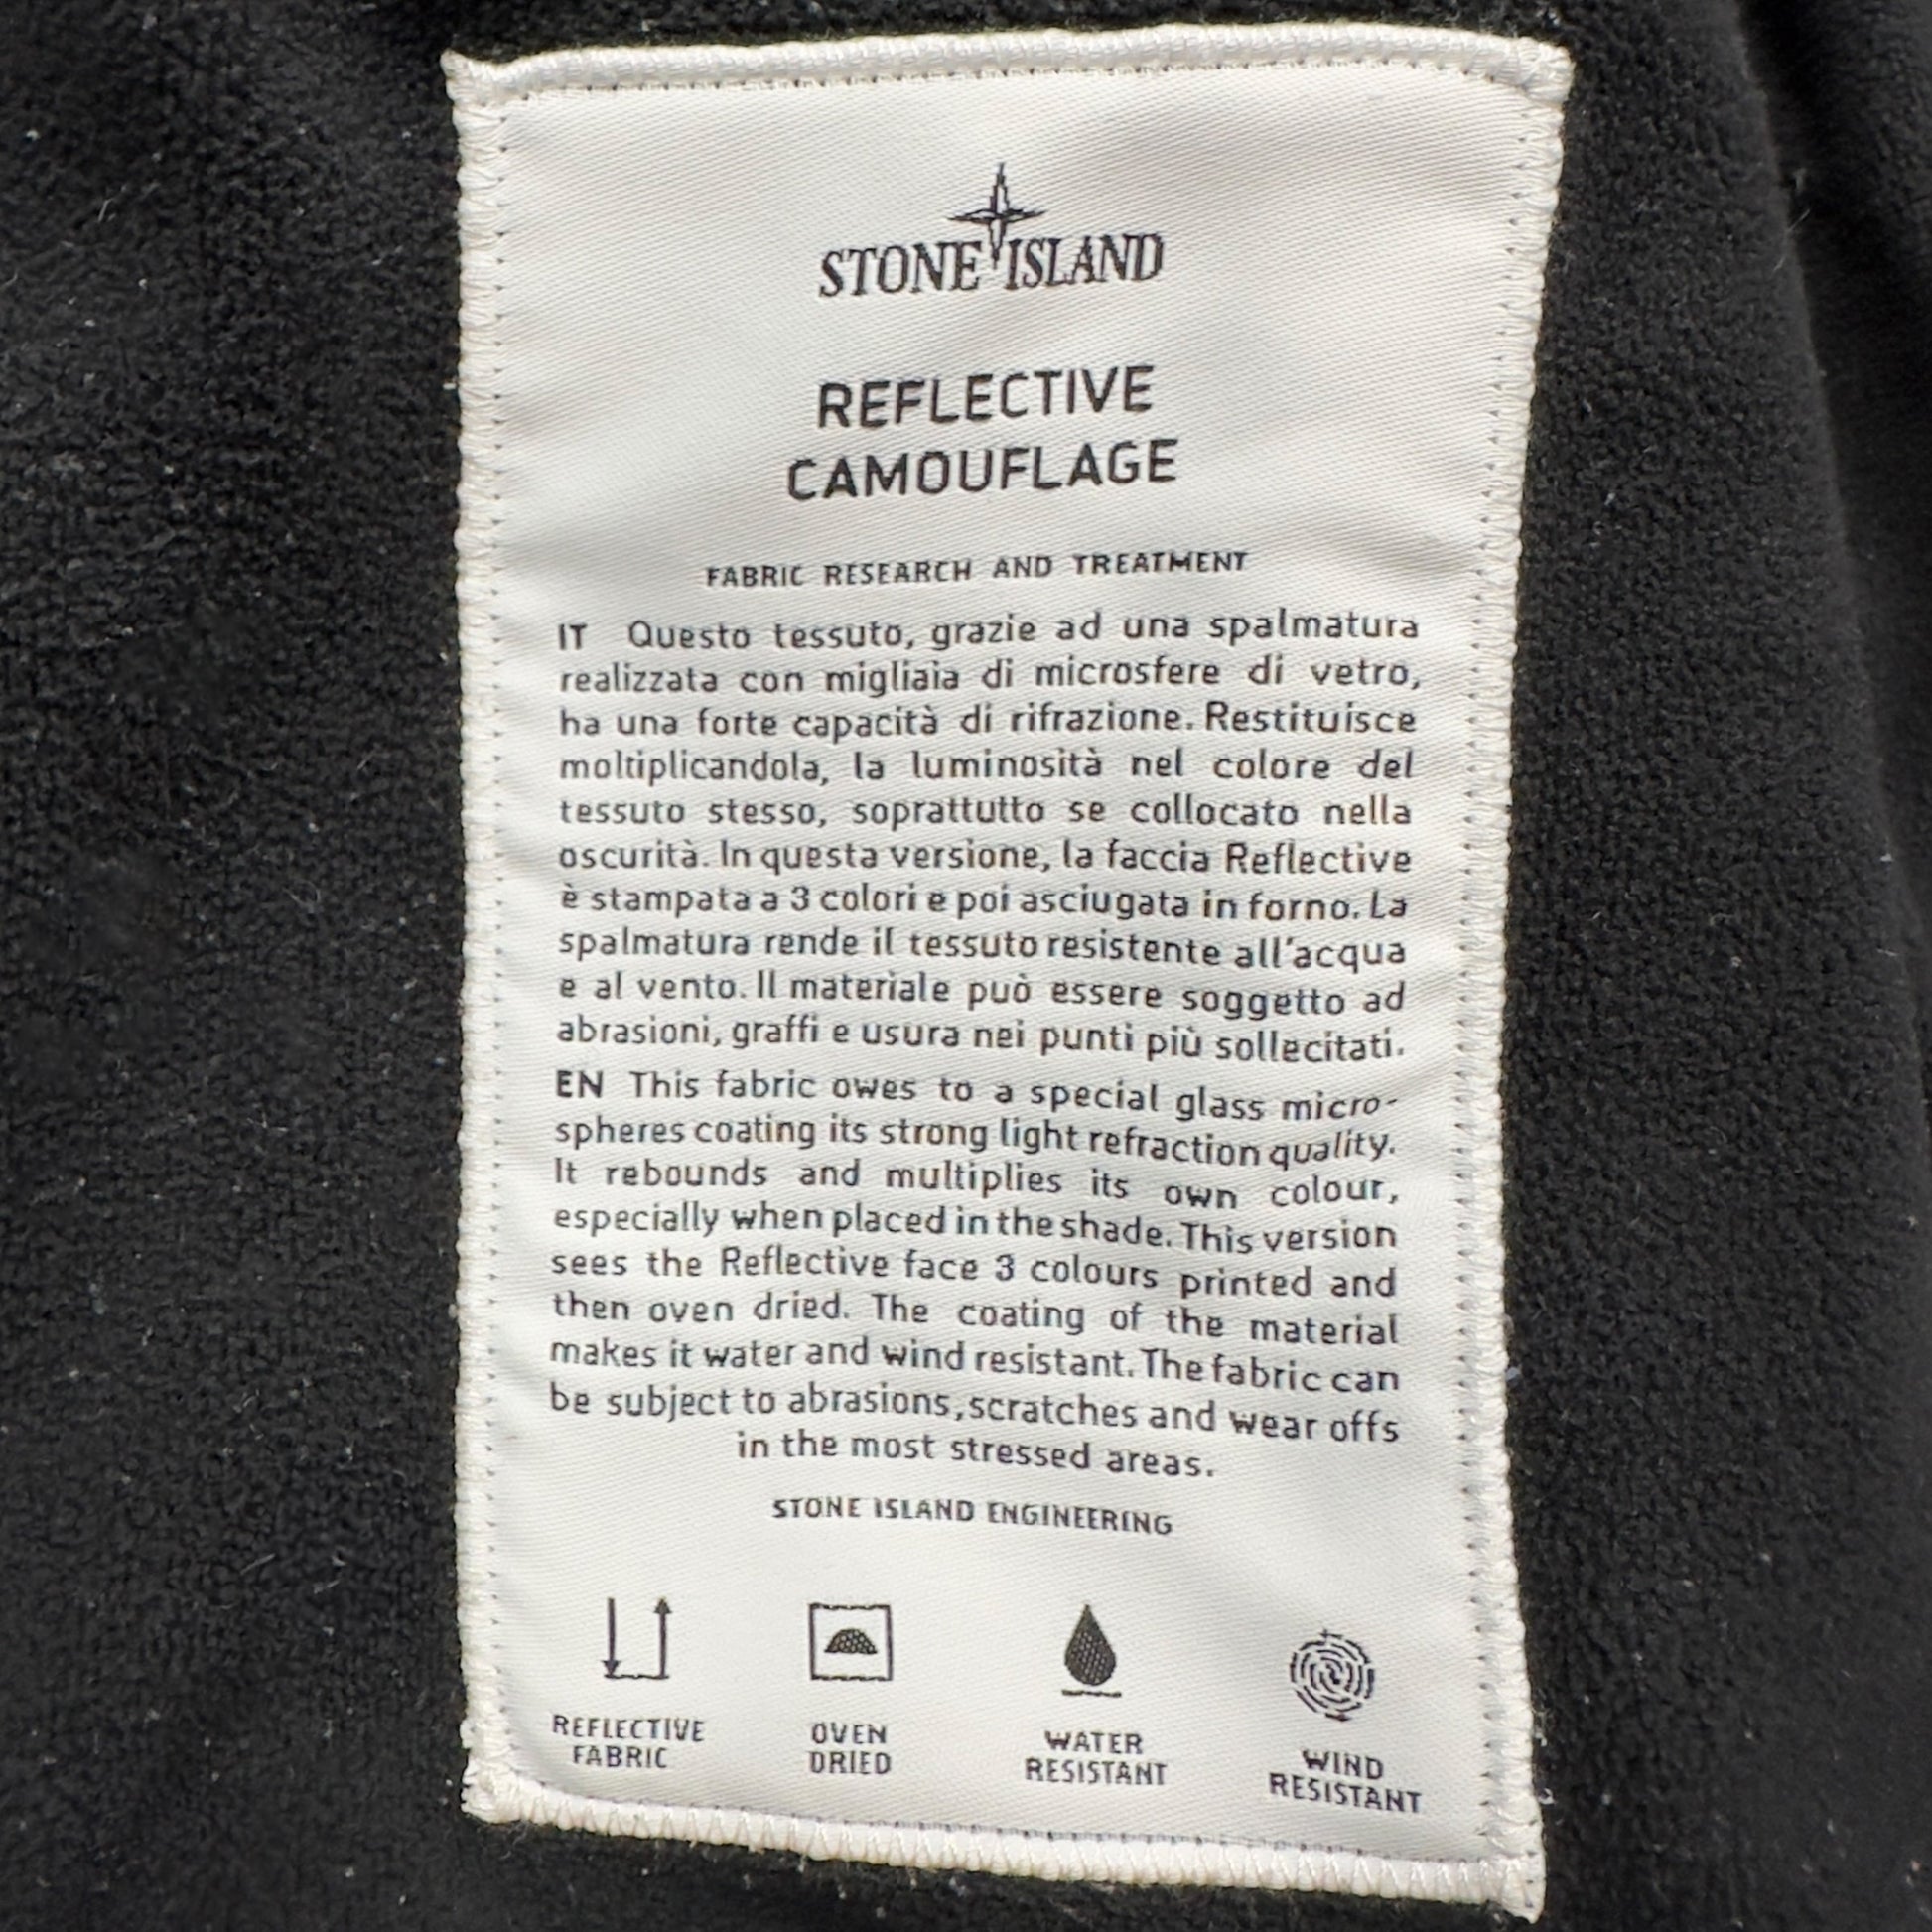 STONE ISLAND
REFLECTIVE
CAMOUFLAGE
FABRIC RESEARCH AND TREATMENT
IT Questo tessuto, grazie ad una spalmatura
realizzata con migliaia di microsfere di vetro,
ha una forte capacità di rifrazione. Restituisce
moltiplicandola, la luminosità nel colore del
tessuto stesso, soprattutto se collocato nella
oscurità. In questa versione, la faccia Reflective
è stampata a 3 colori e poi asciugata in forno. La
spalmatura rende il tessuto resistente all'acqua
e al vento. Il materiale può essere soggetto ad
abrasioni, graffi e usura nei punti più sollecitati.
EN This fabric owes to a special glass micro-
spheres coating its strong light refraction quality.
It rebounds and multiplies its own colour,
especially when placed in the shade. This version
sees the Reflective face 3 colours printed and
then oven dried. The coating of the material
makes it water and wind resistant. The fabric can
be subject to abrasions, scratches and wear offs
in the most stressed areas.
STONE ISLAND ENGINEERING
REFLECTIVE
FABRIC
OVEN
DRIED
WATER
RESISTANT
WIND
RESISTANT